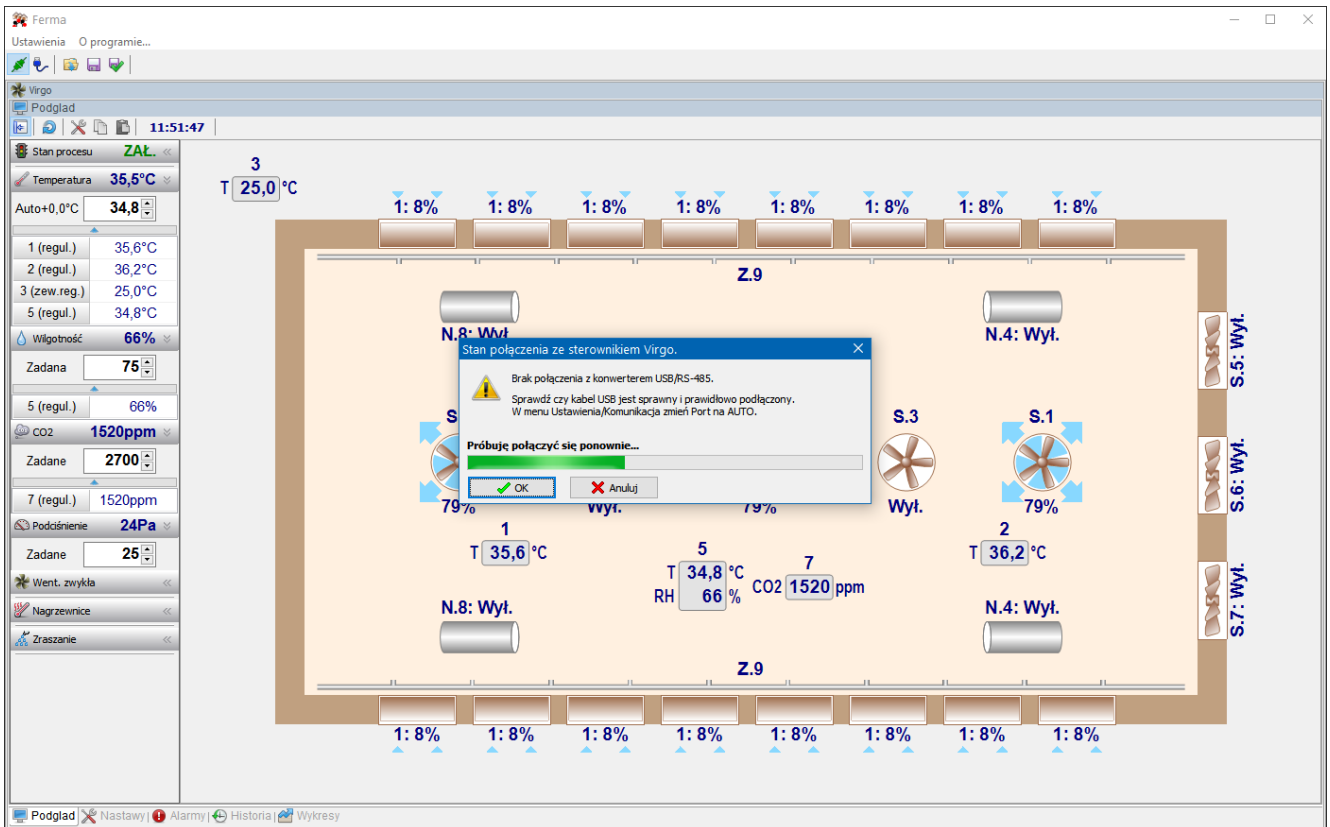 Ferma
Ustawienia O programie...
Virgo
Podglad
11:51:47
Stan procesu ZAŁ.
Temperatura 35,5°C
Auto+0,0°C 34,8
1 (regul.) 35,6°C
2 (regul.) 36,2°C
3 (zew.reg.) 25,0°C
5 (regul.) 34,8°C
Wilgotność 66%
Zadana 75
5 (regul.) 66%
CO2 1520ppm
Zadane 2700
7 (regul.) 1520ppm
Podciśnienie 24Pa
Zadane 25
Went. zwykła
Nagrzewnice
Zraszanie
3
T 25,0 °C
1: 8% 1: 8% 1: 8% 1: 8% 1: 8% 1: 8% 1: 8% 1: 8%
Z.9
N.8: Wył. N.4: Wył.
S.5: Wył.
Stan połączenia ze sterownikiem Virgo.
Brak połączenia z konwerterem USB/RS-485.
Sprawdź czy kabel USB jest sprawny i prawidłowo podłączony.
W menu Ustawienia/Komunikacja zmień Port na AUTO.
Próbuję połączyć się ponownie...
OK Anuluj
S.3 S.1
S.6: Wył.
79% Wył. 79% Wył. 79%
1
T 35,6 °C
5
T 34,8 °C
RH 66 %
7
CO2 1520 ppm
2
T 36,2 °C
S.7: Wył.
N.8: Wył. N.4: Wył.
Z.9
1: 8% 1: 8% 1: 8% 1: 8% 1: 8% 1: 8% 1: 8% 1: 8%
Podglad Nastawy Alarmy Historia Wykresy